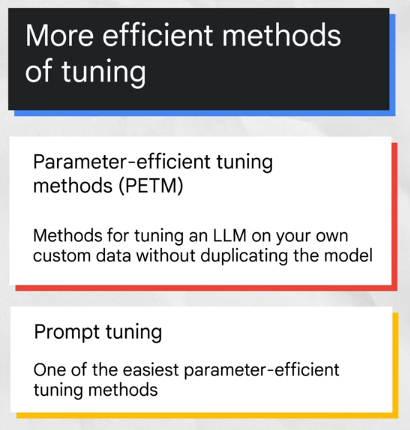 More efficient methods
of tuning
Parameter-efficient tuning
methods (PETM)
Methods for tuning an LLM on your own
custom data without duplicating the model
Prompt tuning
One of the easiest parameter-efficient
tuning methods